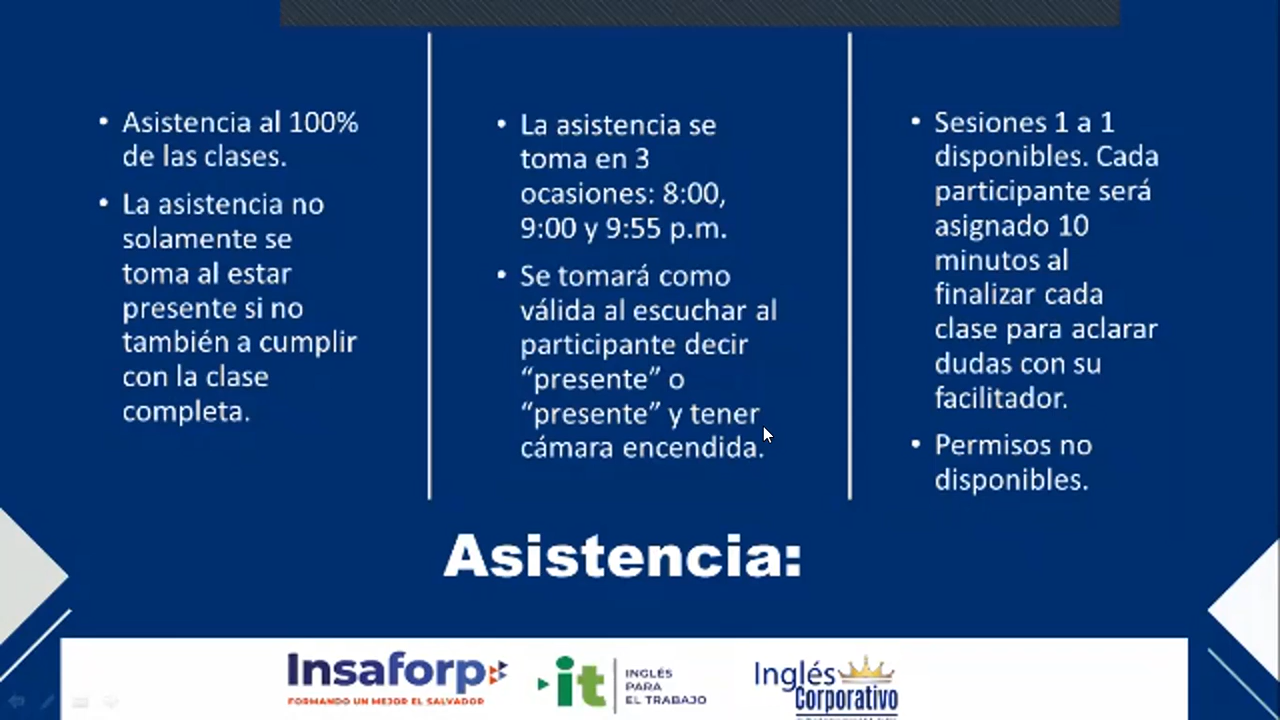 • Asistencia al 100%
de las clases.
• La asistencia no
solamente se
toma al estar
presente si no
también a cumplir
con la clase
completa.
• La asistencia se
toma en 3
ocasiones: 8:00,
9:00 y 9:55 p.m.
• Se tomará como
válida al escuchar al
participante decir
“presente” o
“presente” y tener
cámara encendida.
• Sesiones 1 a 1
disponibles. Cada
participante será
asignado 10
minutos al
finalizar cada
clase para aclarar
dudas con su
facilitador.
• Permisos no
disponibles.
Asistencia:
Insaforp
FORMANDO UN MEJOR EL SALVADOR
it
INGLÉS
PARA
EL TRABAJO
Inglés
Corporativo